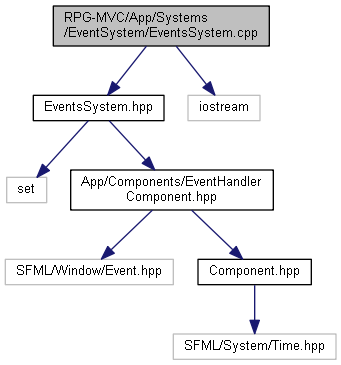 RPG-MVC/App/Systems
/EventSystem/EventsSystem.cpp
EventsSystem.hpp
iostream
set
App/Components/EventHandler
Component.hpp
SFML/Window/Event.hpp
Component.hpp
SFML/System/Time.hpp